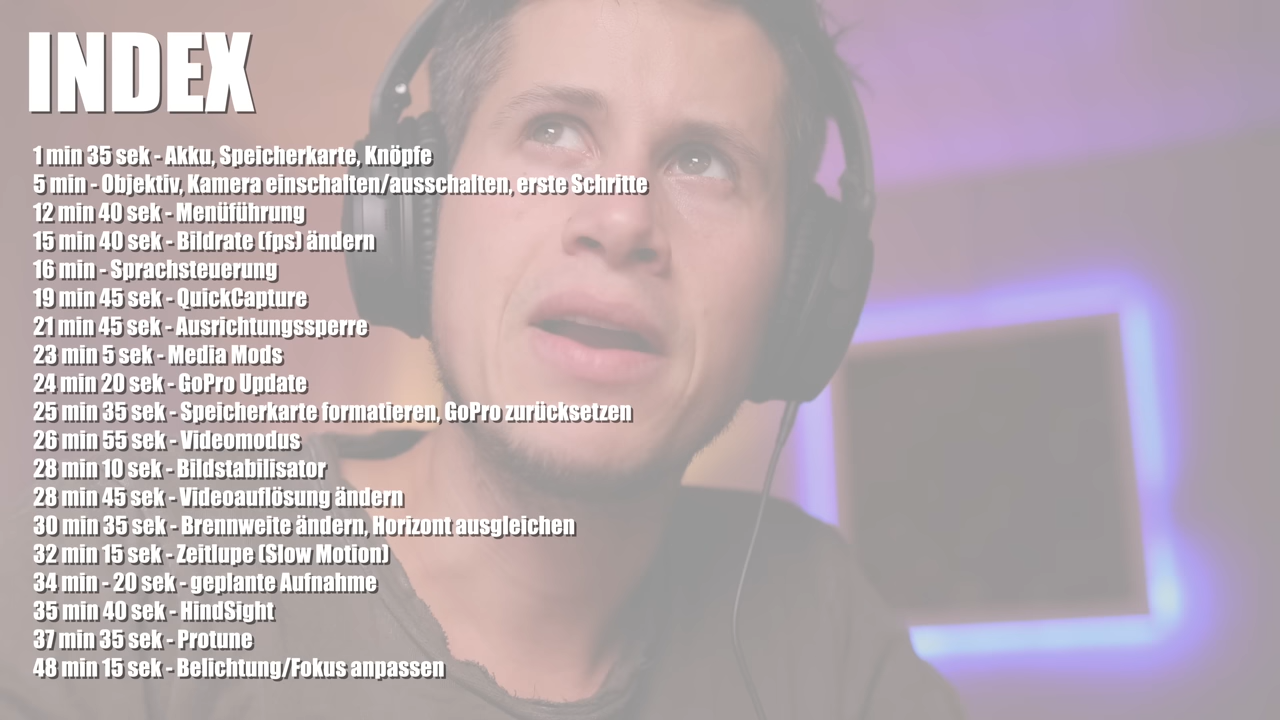 INDEX
1 min 35 sek - Akku, Speicherkarte, Knöpfe
5 min - Objektiv, Kamera einschalten/ausschalten, erste Schritte
12 min 40 sek - Menüführung
15 min 40 sek - Bildrate (fps) ändern
16 min - Sprachsteuerung
19 min 45 sek - QuickCapture
21 min 45 sek - Ausrichtungssperre
23 min 5 sek - Media Mods
24 min 20 sek - GoPro Update
25 min 35 sek - Speicherkarte formatieren, GoPro zurücksetzen
26 min 55 sek - Videomodus
28 min 10 sek - Bildstabilisator
28 min 45 sek - Videoauflösung ändern
30 min 35 sek - Brennweite ändern, Horizont ausgleichen
32 min 15 sek - Zeitlupe (Slow Motion)
34 min - 20 sek - geplante Aufnahme
35 min 40 sek - HindSight
37 min 35 sek - Protune
48 min 15 sek - Belichtung/Fokus anpassen